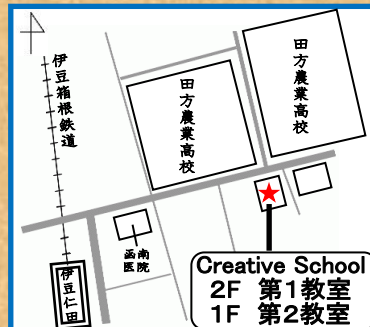 伊豆箱根鉄道
田方農業高校
田方農業高校
南歯医院
伊豆仁田
Creative School
2F 第1教室
1F 第2教室